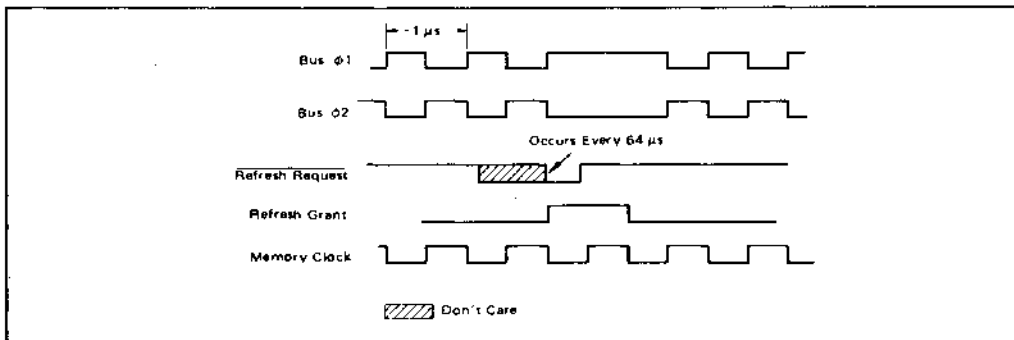 ~1 μs
Bus ϕ1
Bus ϕ2
Occurs Every 64 μs
Refresh Request
Refresh Grant
Memory Clock
Don't Care